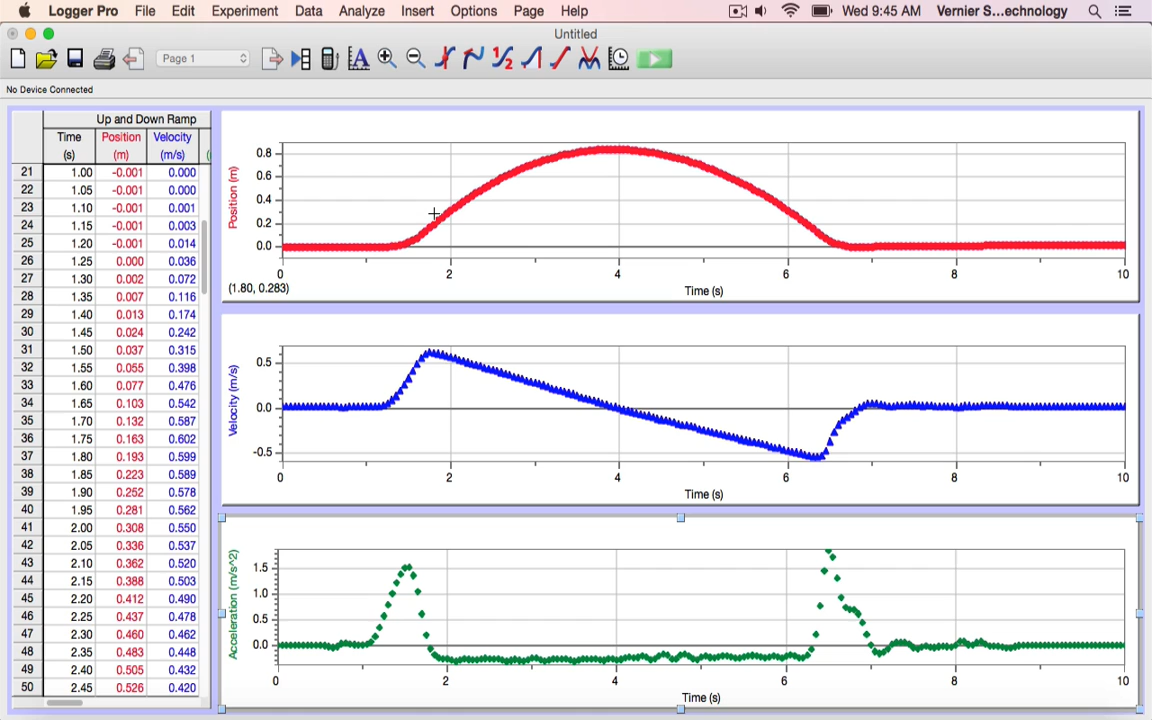 Logger Pro File Edit Experiment Data Analyze Insert Options Page Help Wed 9:45 AM Vernier S...echnology
Untitled
Page 1
No Device Connected
Up and Down Ramp
Time Position Velocity
(s) (m) (m/s) (
21 1.00 -0.001 0.000
22 1.05 -0.001 0.000
23 1.10 -0.001 0.001
24 1.15 -0.001 0.003
25 1.20 -0.001 0.014
26 1.25 0.000 0.036
27 1.30 0.002 0.072
28 1.35 0.007 0.116
29 1.40 0.013 0.174
30 1.45 0.024 0.242
31 1.50 0.037 0.315
32 1.55 0.055 0.398
33 1.60 0.077 0.476
34 1.65 0.103 0.542
35 1.70 0.132 0.587
36 1.75 0.163 0.602
37 1.80 0.193 0.599
38 1.85 0.223 0.589
39 1.90 0.252 0.578
40 1.95 0.281 0.562
41 2.00 0.308 0.550
42 2.05 0.336 0.537
43 2.10 0.362 0.520
44 2.15 0.388 0.503
45 2.20 0.412 0.490
46 2.25 0.437 0.478
47 2.30 0.460 0.462
48 2.35 0.483 0.448
49 2.40 0.505 0.432
50 2.45 0.526 0.420
Position (m)
0.8
0.6
0.4
0.2
0.0
0 2 4 6 8 10
(1.80, 0.283)
Time (s)
Velocity (m/s)
0.5
0.0
-0.5
0 2 4 6 8 10
Time (s)
Acceleration (m/s^2)
1.5
1.0
0.5
0.0
0 2 4 6 8 10
Time (s)